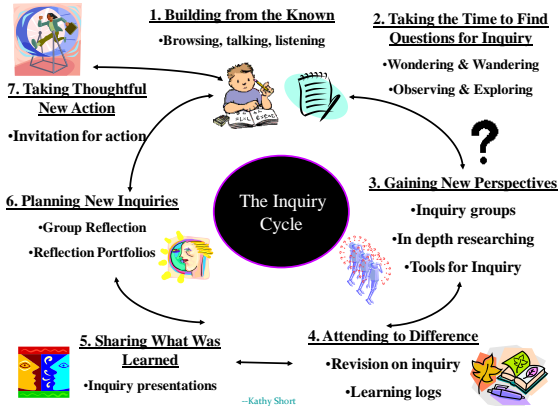 1. Building from the Known
•Browsing, talking, listening
2. Taking the Time to Find
Questions for Inquiry
•Wondering & Wandering
•Observing & Exploring
3. Gaining New Perspectives
•Inquiry groups
•In depth researching
•Tools for Inquiry
4. Attending to Difference
•Revision on inquiry
•Learning logs
5. Sharing What Was
Learned
•Inquiry presentations
6. Planning New Inquiries
•Group Reflection
•Reflection Portfolios
7. Taking Thoughtful
New Action
•Invitation for action
The Inquiry
Cycle
–Kathy Short